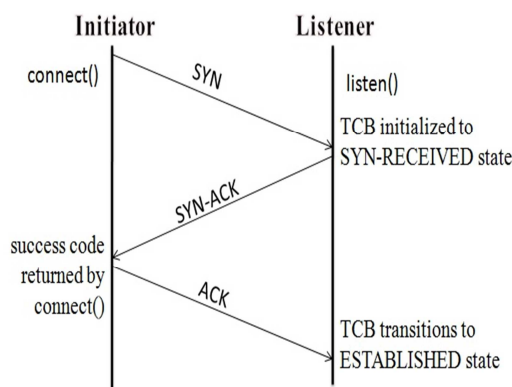 Initiator
Listener
connect()
SYN
listen()
TCB initialized to
SYN-RECEIVED state
SYN-ACK
success code
returned by
connect()
ACK
TCB transitions to
ESTABLISHED state